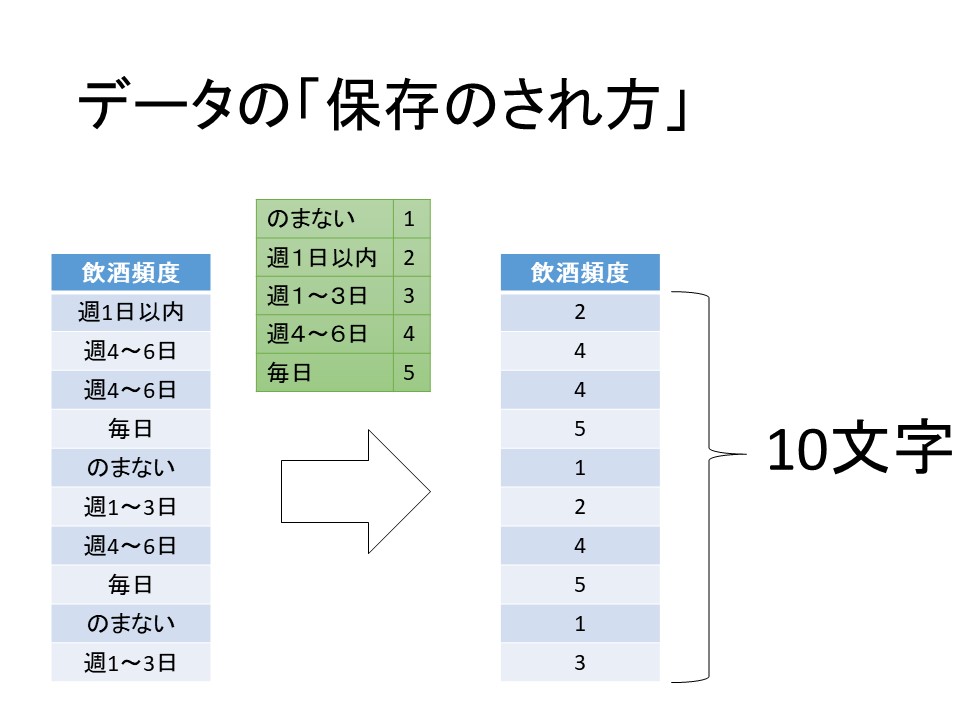 データの「保存のされ方」
のまない 1
週１日以内 2
週１～３日 3
週４～６日 4
毎日 5
飲酒頻度
週1日以内
週4～6日
週4～6日
毎日
のまない
週1～3日
週4～6日
毎日
のまない
週1～3日
飲酒頻度
2
4
4
5
1
2
4
5
1
3
10文字